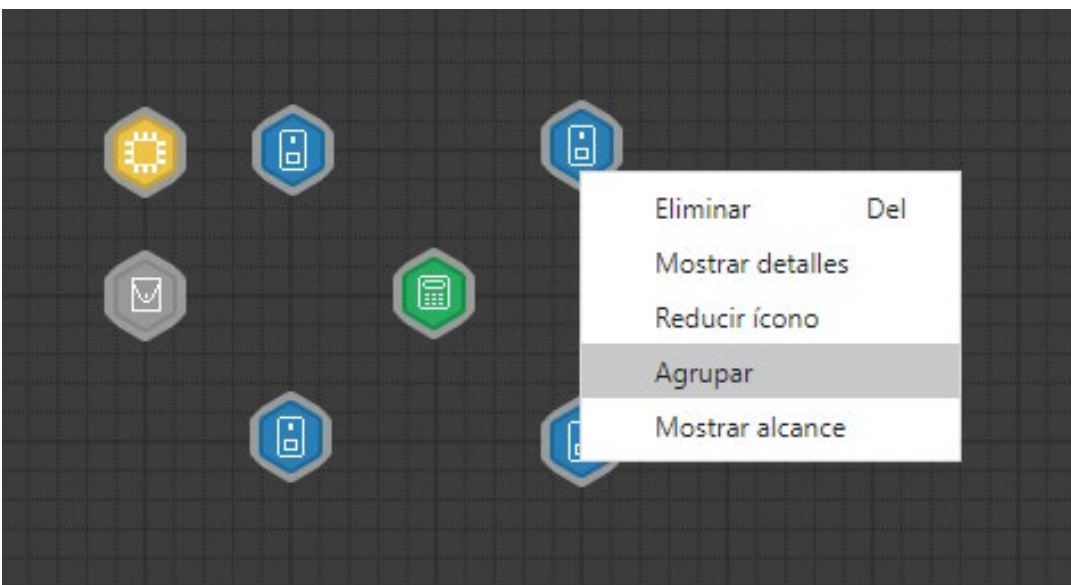 Eliminar Del
Mostrar detalles
Reducir ícono
Agrupar
Mostrar alcance